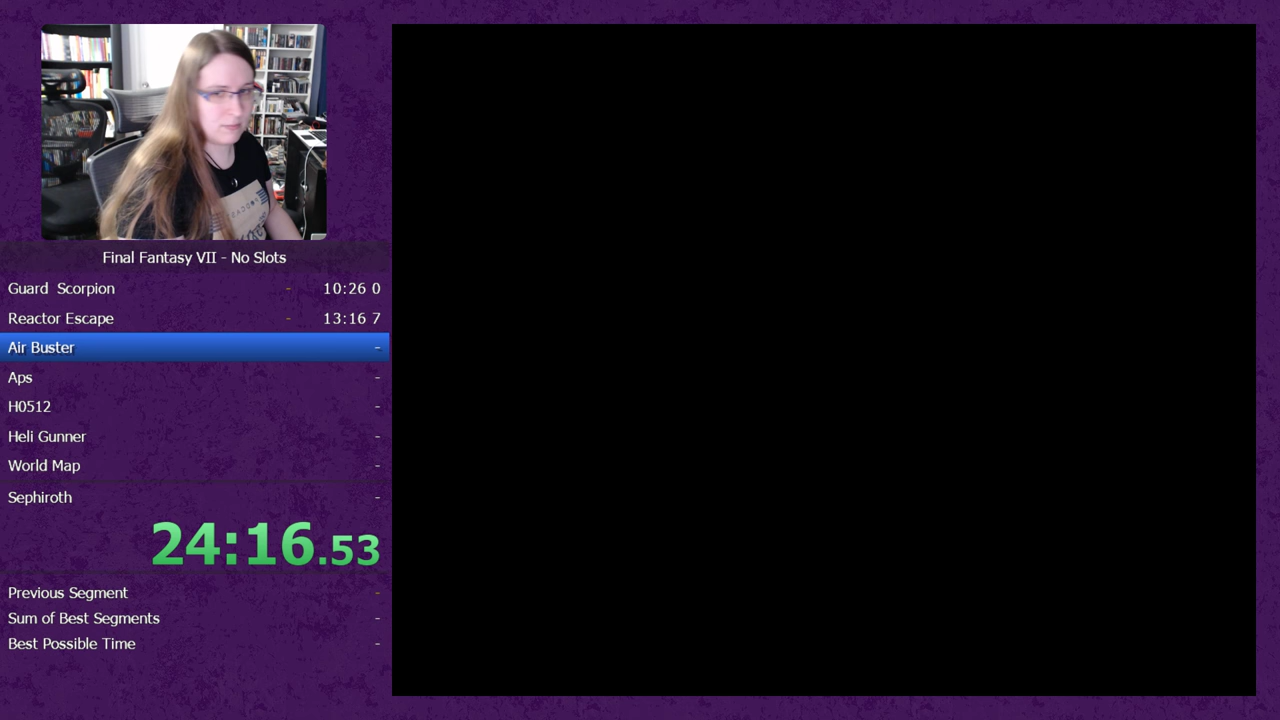 Final Fantasy VII - No Slots
Guard Scorpion - 10:26 0
Reactor Escape - 13:16 7
Air Buster -
Aps -
H0512 -
Heli Gunner -
World Map -
Sephiroth -
24:16.53
Previous Segment -
Sum of Best Segments -
Best Possible Time -